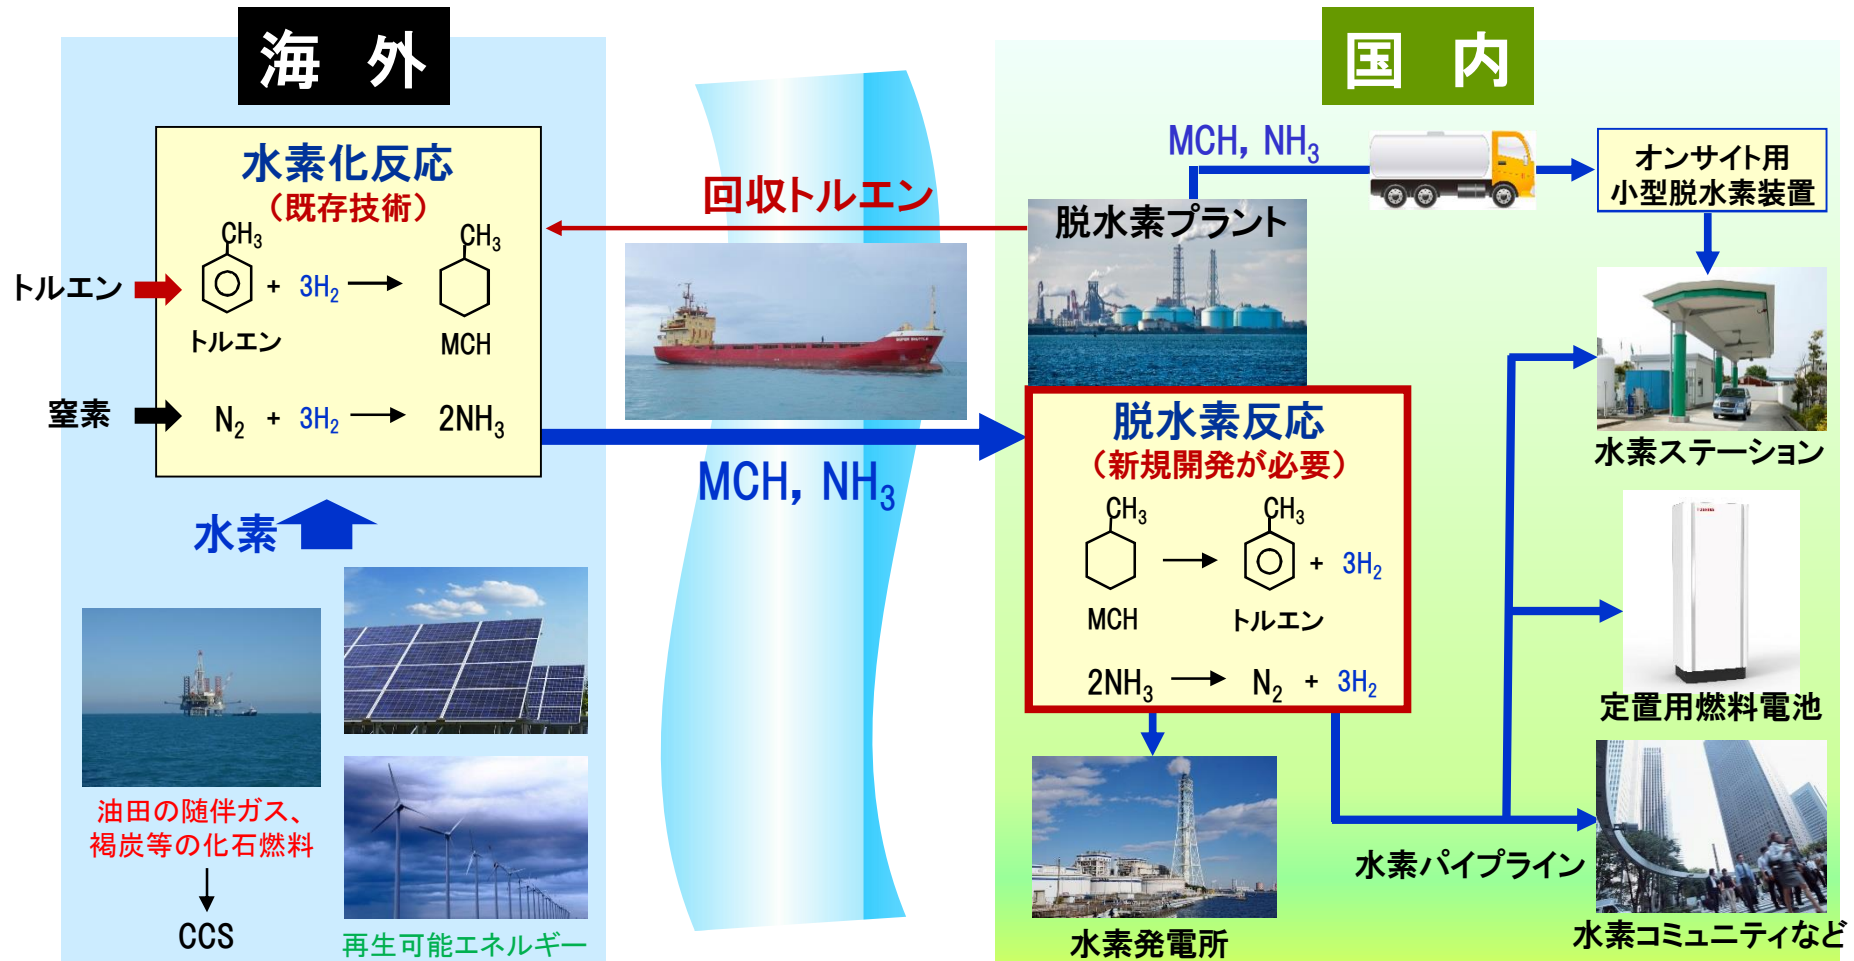 海 外
水素化反応
（既存技術）
CH₃
CH₃
トルエン
+ 3H₂
トルエン
MCH
窒素
N₂ + 3H₂
2NH₃
水素
油田の随伴ガス、
褐炭等の化石燃料
CCS
再生可能エネルギー
回収トルエン
SUPER SHUTTLE
MCH, NH₃
国 内
MCH, NH₃
オンサイト用
小型脱水素装置
脱水素プラント
脱水素反応
（新規開発が必要）
CH₃
CH₃
+ 3H₂
MCH
トルエン
2NH₃
N₂ + 3H₂
水素発電所
水素パイプライン
水素ステーション
定置用燃料電池
水素コミュニティなど